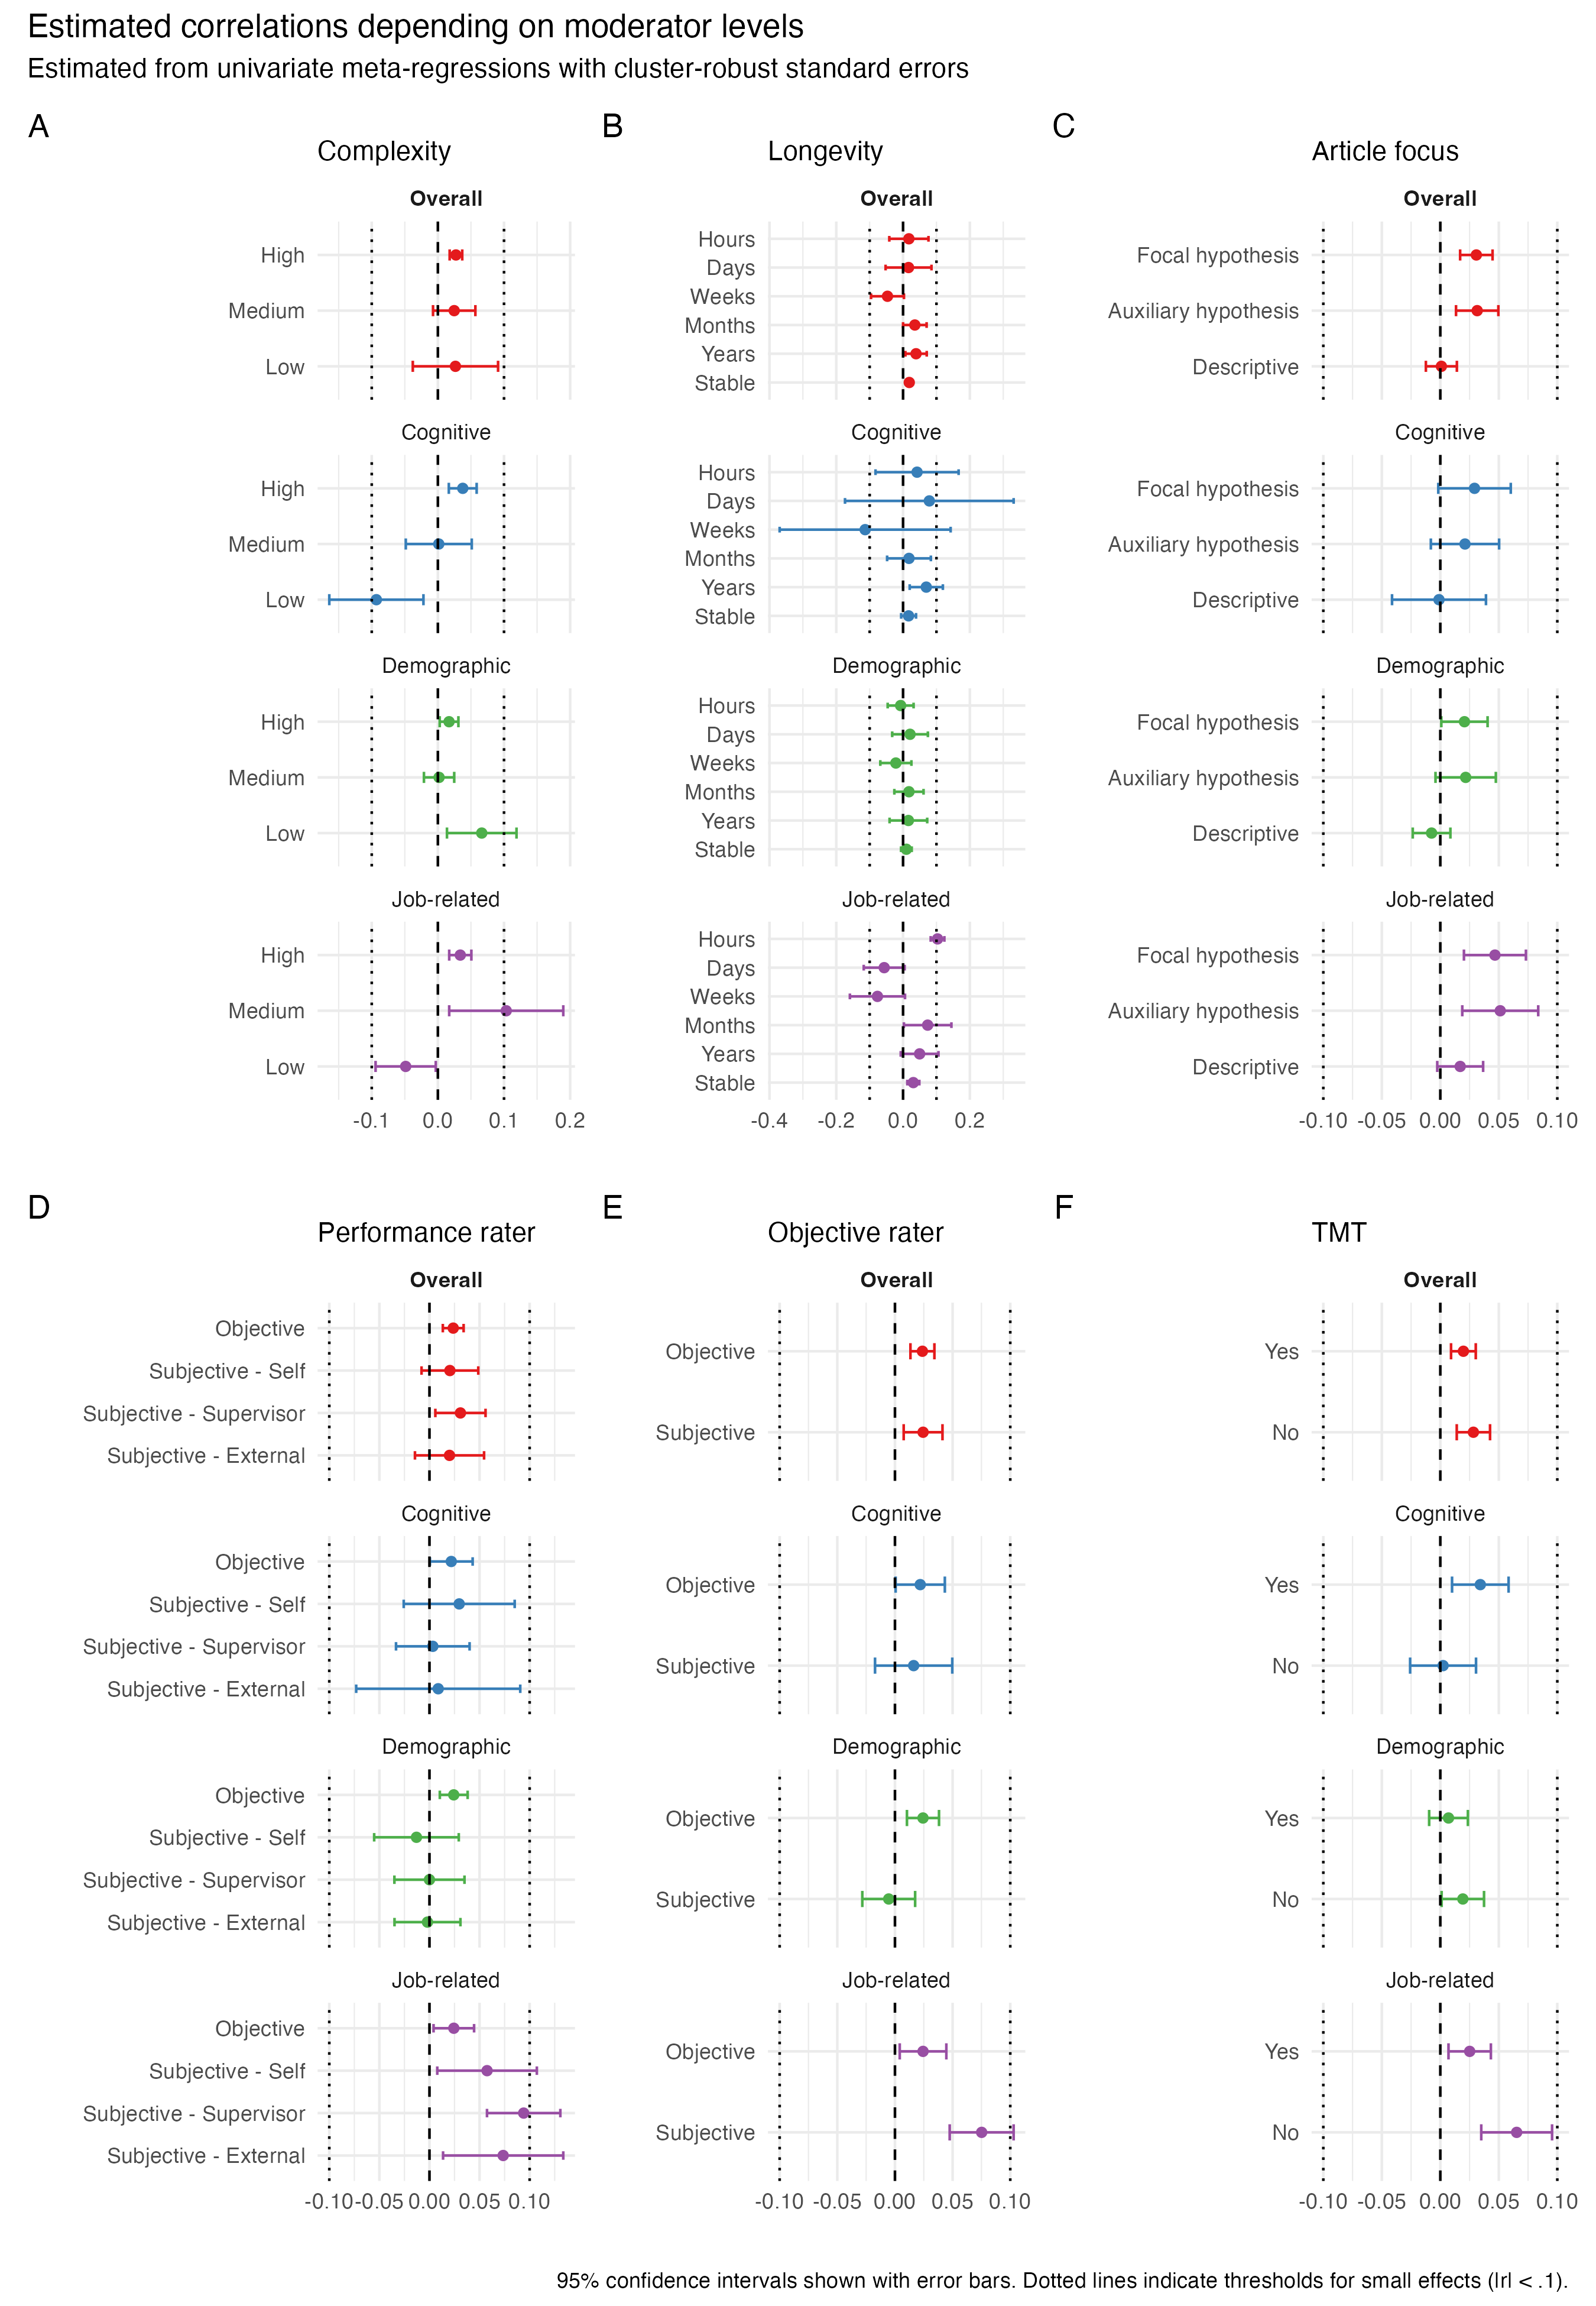 Estimated correlations depending on moderator levels
Estimated from univariate meta-regressions with cluster-robust standard errors
A
Complexity
Overall
High
Medium
Low
Cognitive
High
Medium
Low
Demographic
High
Medium
Low
Job-related
High
Medium
Low
-0.1 0.0 0.1 0.2
B
Longevity
Overall
Hours
Days
Weeks
Months
Years
Stable
Cognitive
Hours
Days
Weeks
Months
Years
Stable
Demographic
Hours
Days
Weeks
Months
Years
Stable
Job-related
Hours
Days
Weeks
Months
Years
Stable
-0.4 -0.2 0.0 0.2
C
Article focus
Overall
Focal hypothesis
Auxiliary hypothesis
Descriptive
Cognitive
Focal hypothesis
Auxiliary hypothesis
Descriptive
Demographic
Focal hypothesis
Auxiliary hypothesis
Descriptive
Job-related
Focal hypothesis
Auxiliary hypothesis
Descriptive
-0.10 -0.05 0.00 0.05 0.10
D
Performance rater
Overall
Objective
Subjective - Self
Subjective - Supervisor
Subjective - External
Cognitive
Objective
Subjective - Self
Subjective - Supervisor
Subjective - External
Demographic
Objective
Subjective - Self
Subjective - Supervisor
Subjective - External
Job-related
Objective
Subjective - Self
Subjective - Supervisor
Subjective - External
-0.10 -0.05 0.00 0.05 0.10
E
Objective rater
Overall
Objective
Subjective
Cognitive
Objective
Subjective
Demographic
Objective
Subjective
Job-related
Objective
Subjective
-0.10 -0.05 0.00 0.05 0.10
F
TMT
Overall
Yes
No
Cognitive
Yes
No
Demographic
Yes
No
Job-related
Yes
No
-0.10 -0.05 0.00 0.05 0.10
95% confidence intervals shown with error bars. Dotted lines indicate thresholds for small effects (|r| < .1).